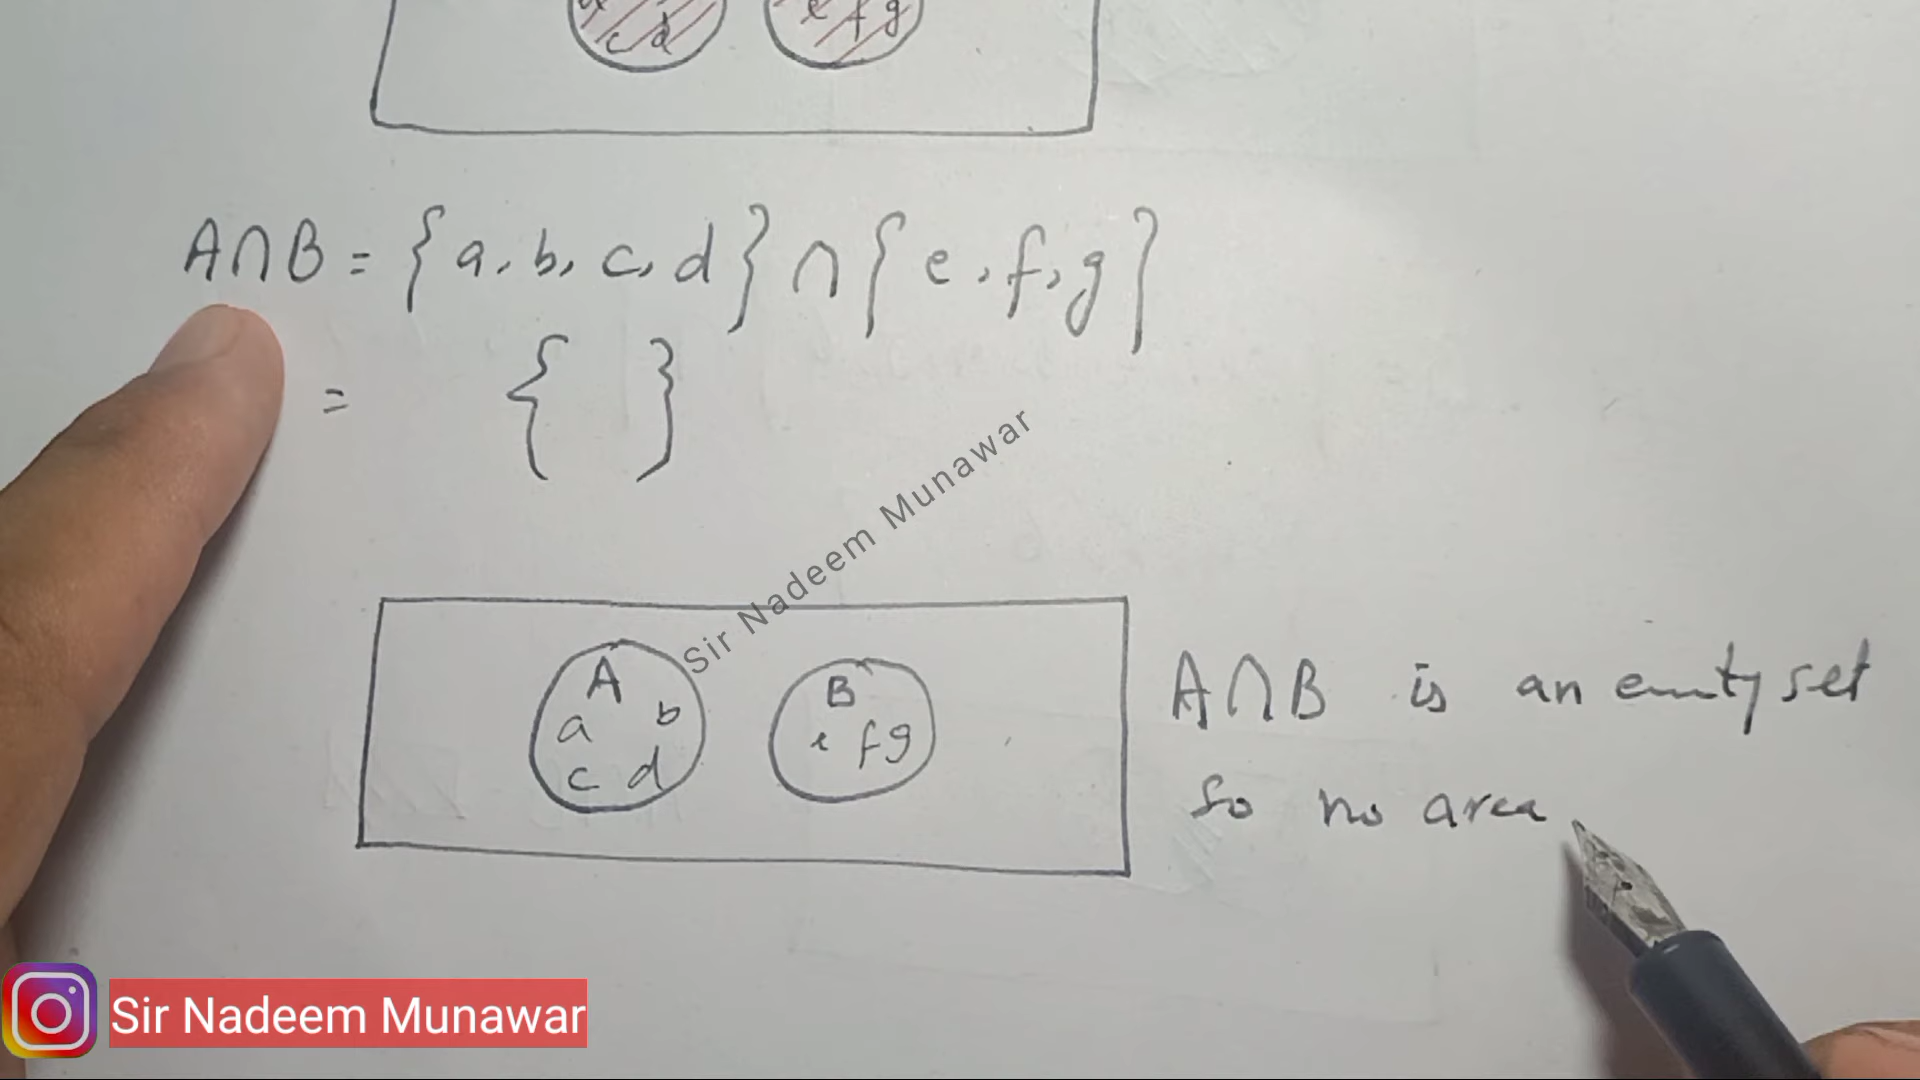 c d
e f g
A∩B = {a, b, c, d} ∩ {e, f, g}
= { }
Sir Nadeem Munawar
A
a b
c d
B
e f g
A∩B is an emty set
So no area
Sir Nadeem Munawar